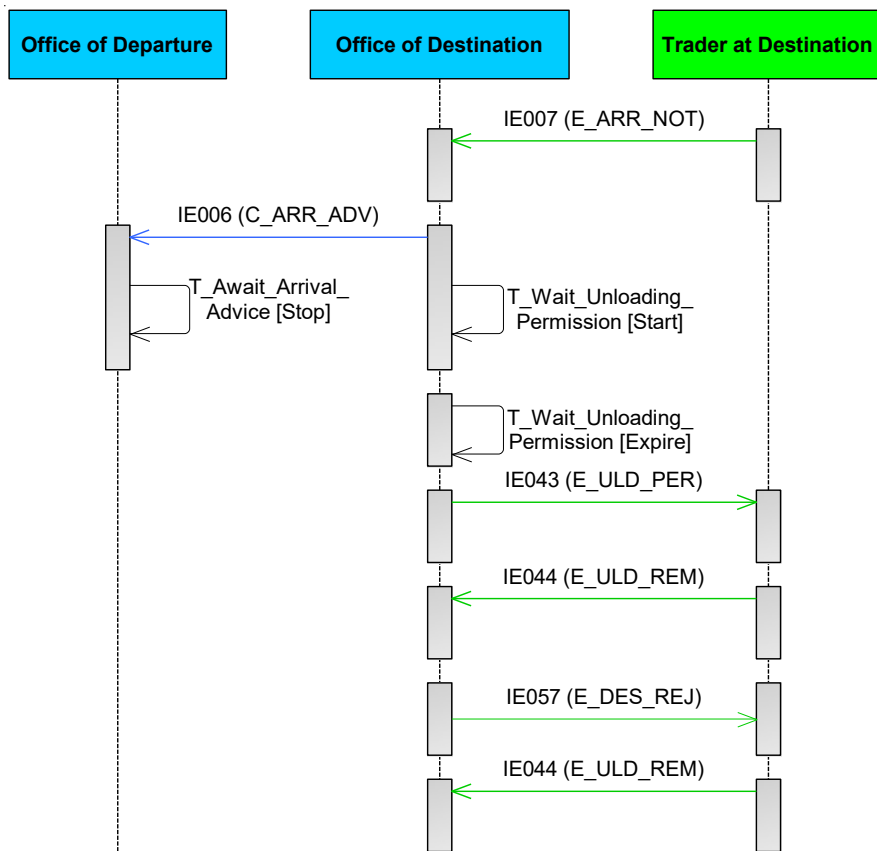 Office of Departure
Office of Destination
Trader at Destination
IE007 (E_ARR_NOT)
IE006 (C_ARR_ADV)
T_Await_Arrival_
Advice [Stop]
T_Wait_Unloading_
Permission [Start]
T_Wait_Unloading_
Permission [Expire]
IE043 (E_ULD_PER)
IE044 (E_ULD_REM)
IE057 (E_DES_REJ)
IE044 (E_ULD_REM)